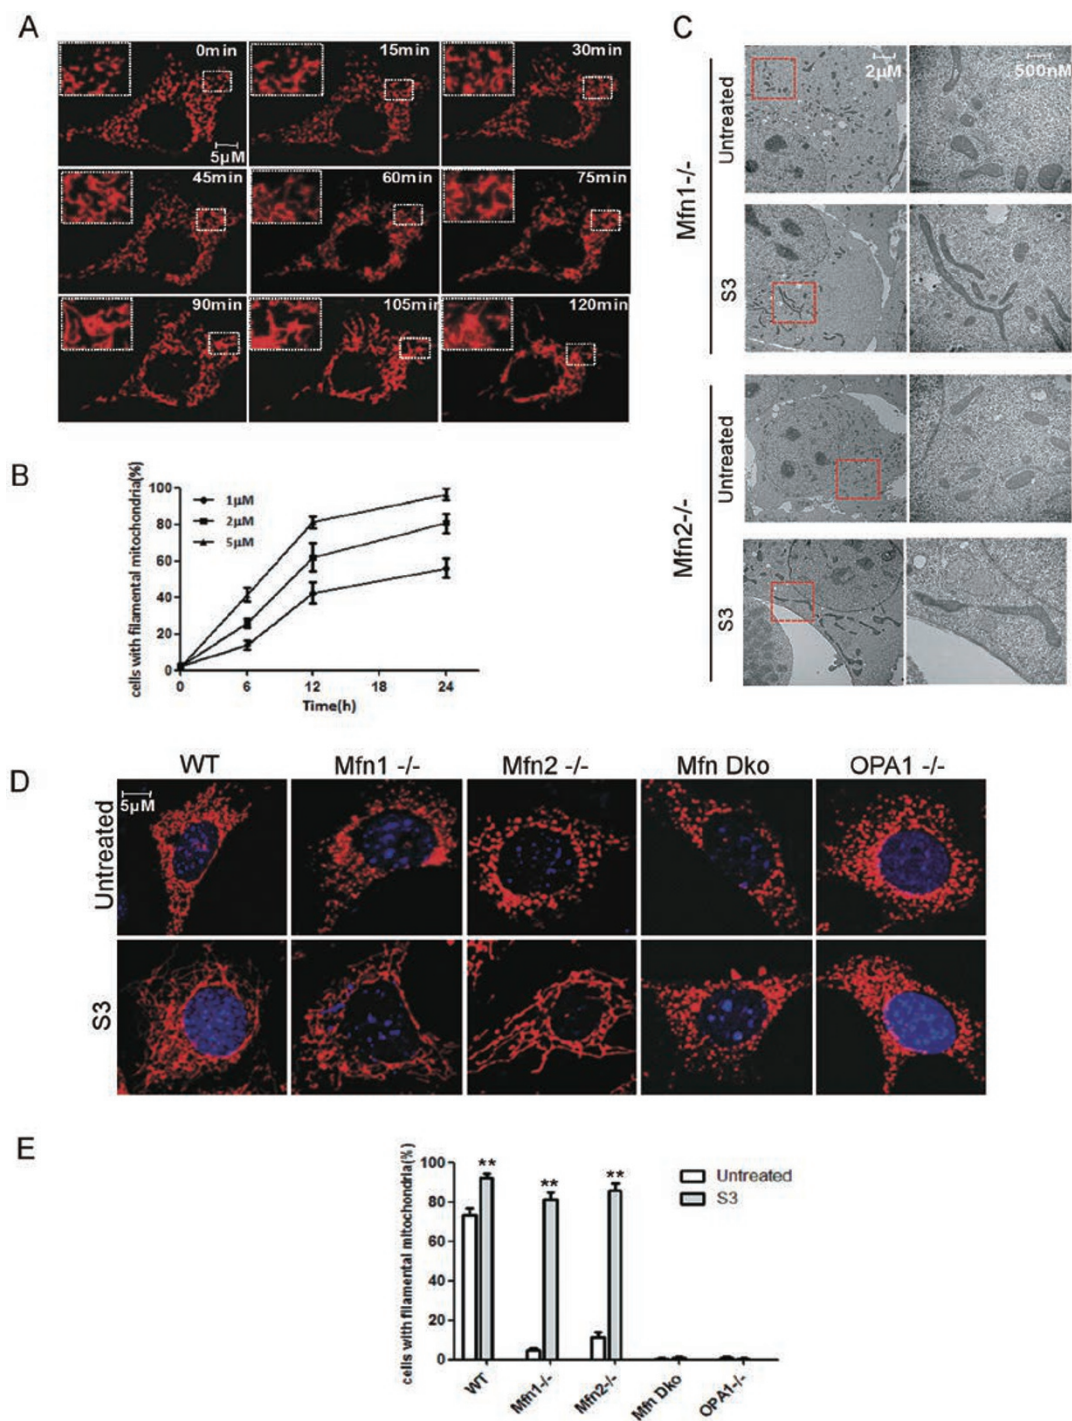 A
0min
15min
30min
5μM
45min
60min
75min
90min
105min
120min
B
cells with filamental mitochondria(%)
100
80
60
40
20
0
1μM
2μM
5μM
0
6
12
18
24
Time(h)
C
Mfn1-/-
Untreated
2μM
500nM
S3
Mfn2-/-
Untreated
S3
D
WT
Mfn1 -/-
Mfn2 -/-
Mfn Dko
OPA1 -/-
Untreated
5μM
S3
E
cells with filamental mitochondria(%)
100
80
60
40
20
0
**
**
**
Untreated
S3
WT
Mfn1-/-
Mfn2-/-
Mfn Dko
OPA1-/-